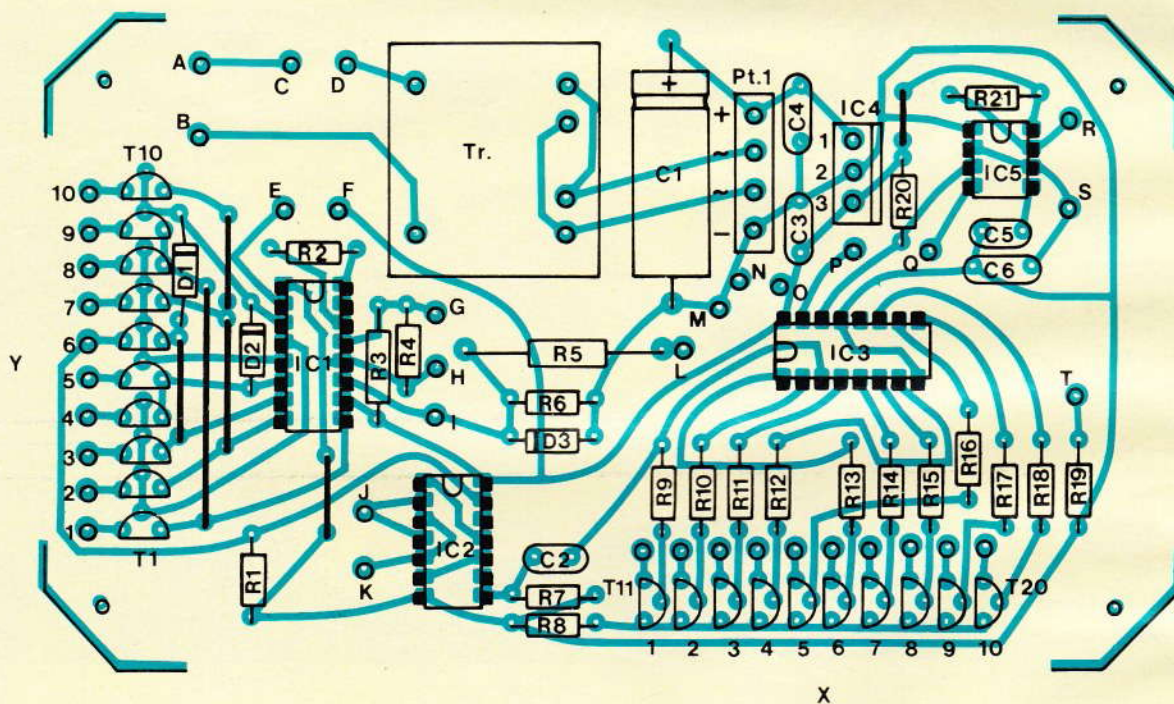 A
C
D
B
Tr.
+
C1
Pt.1
+
~
~
−
C4
C3
IC4
1
2
3
R20
R21
IC5
R
S
C5
C6
T10
10
9
8
7
6
5
4
3
2
1
T1
Y
D1
E
F
R2
D2
IC1
R3
R4
G
H
I
R5
R6
D3
L
M
N
O
P
Q
IC3
T
R1
J
K
IC2
C2
R7
R8
R9
R10
R11
R12
R13
R14
R15
R16
R17
R18
R19
T11
T20
1 2 3 4 5 6 7 8 9 10
X